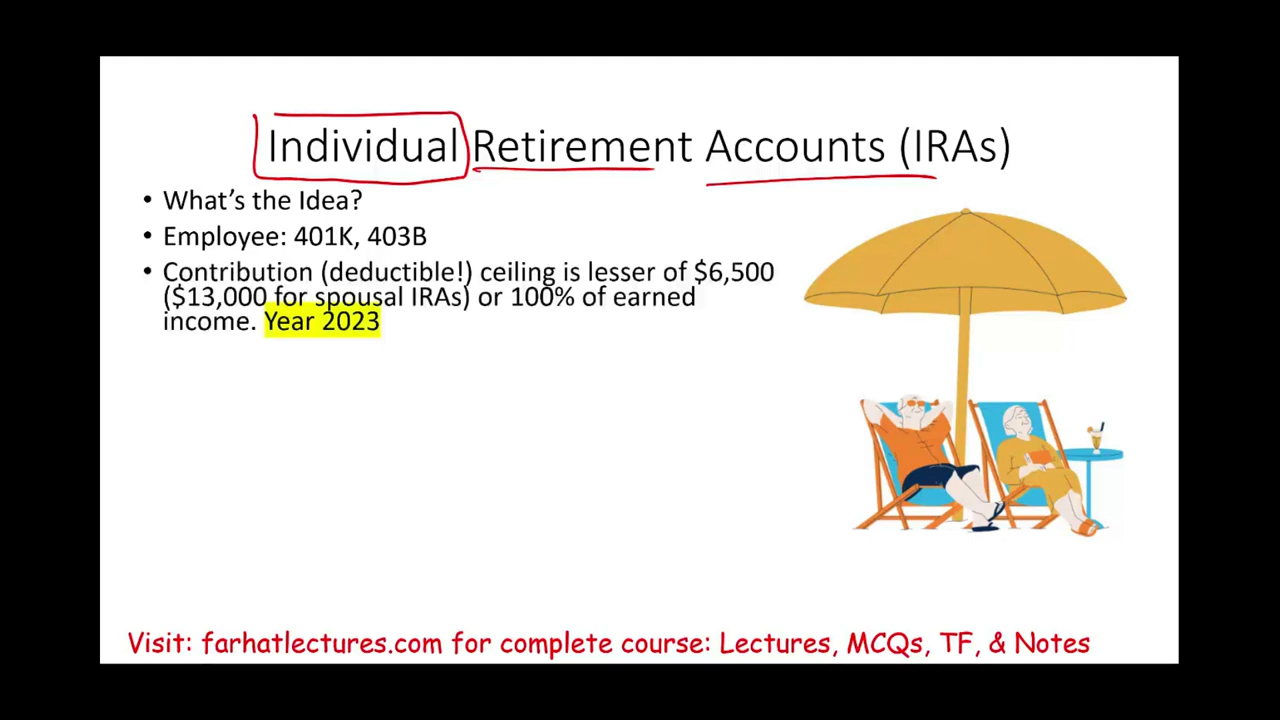 Individual Retirement Accounts (IRAs)
• What's the Idea?
• Employee: 401K, 403B
• Contribution (deductible!) ceiling is lesser of $6,500
($13,000 for spousal IRAs) or 100% of earned
income. Year 2023
Visit: farhatlectures.com for complete course: Lectures, MCQs, TF, & Notes